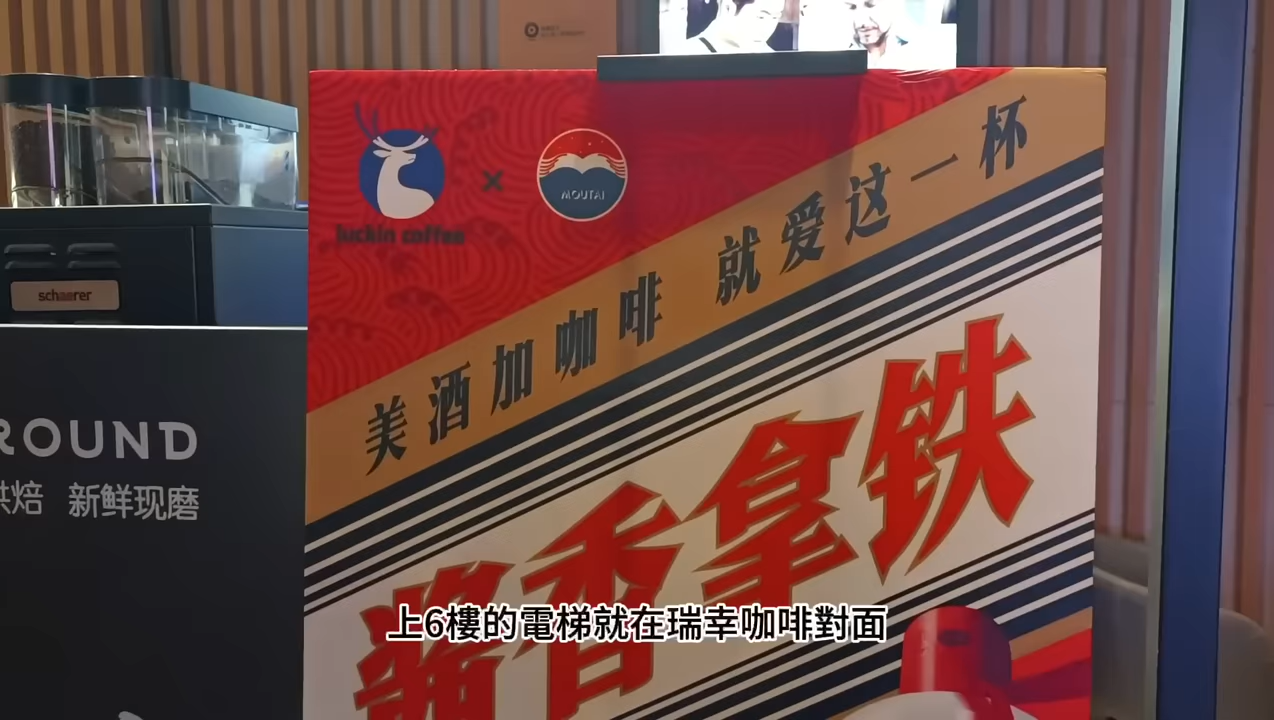 luckin coffee
×
MOUTAI
美酒加咖啡 就爱这一杯
酱香拿铁
schaerer
ROUND
烘焙 新鲜现磨
上6樓的電梯就在瑞幸咖啡對面